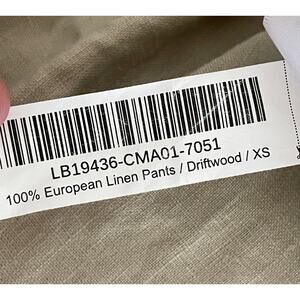 LB19436-CMA01-7051
100% European Linen Pants / Driftwood / XS